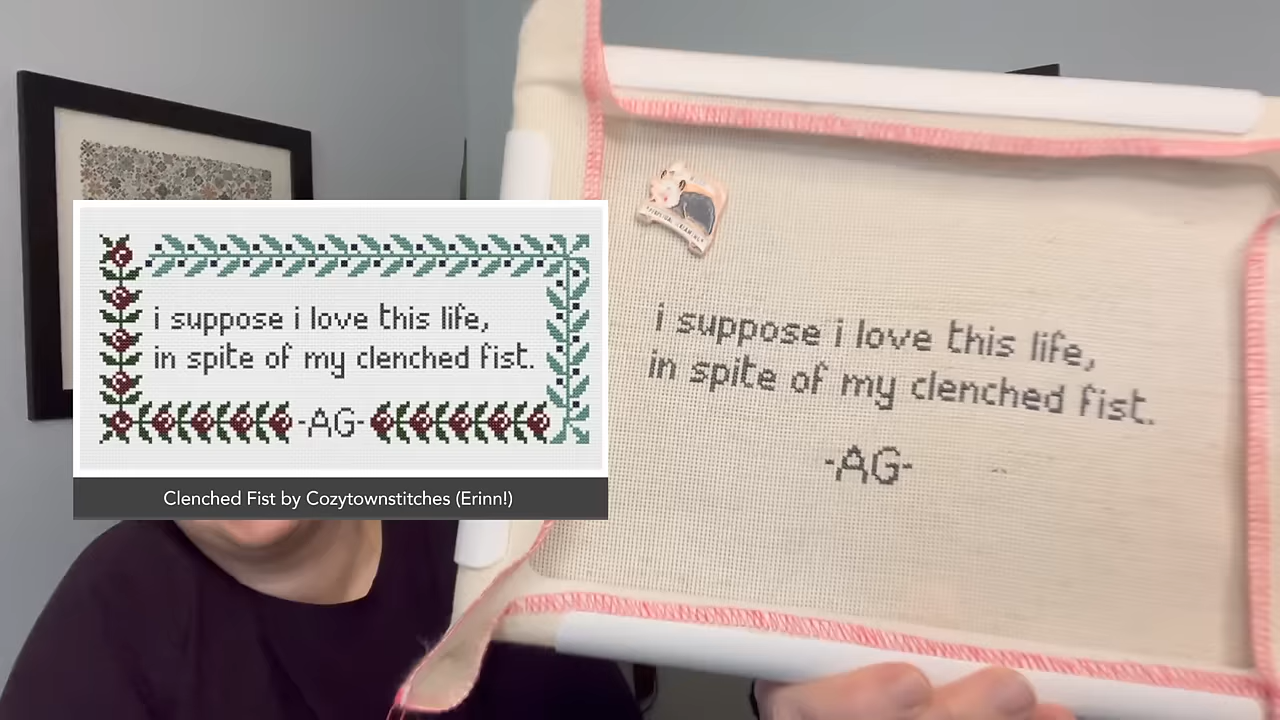 i suppose i love this life,
in spite of my clenched fist.
-AG-
Clenched Fist by Cozytownstitches (Erinn!)
i suppose i love this life,
in spite of my clenched fist.
-AG-